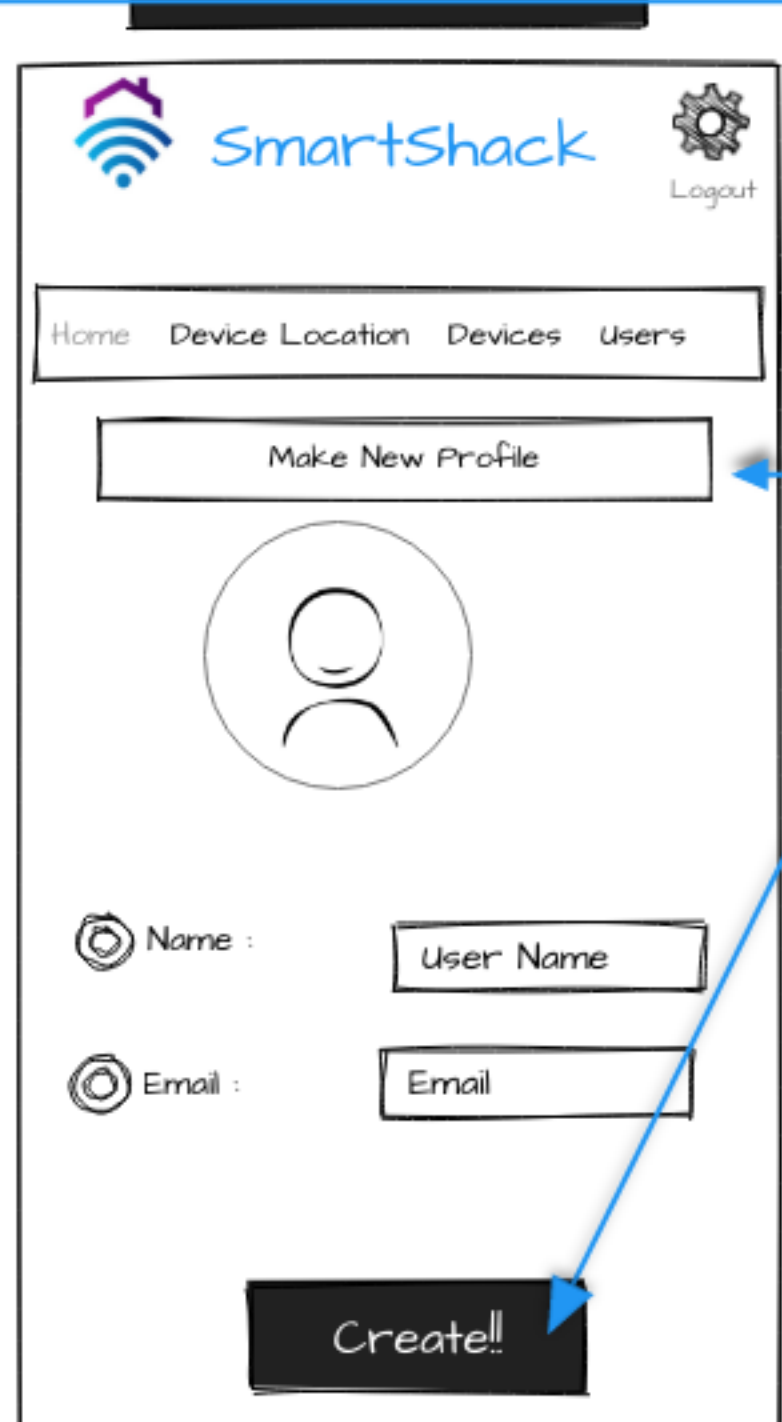 SmartShack
Logout
Home Device Location Devices Users
Make New Profile
Name : User Name
Email : Email
Create!!